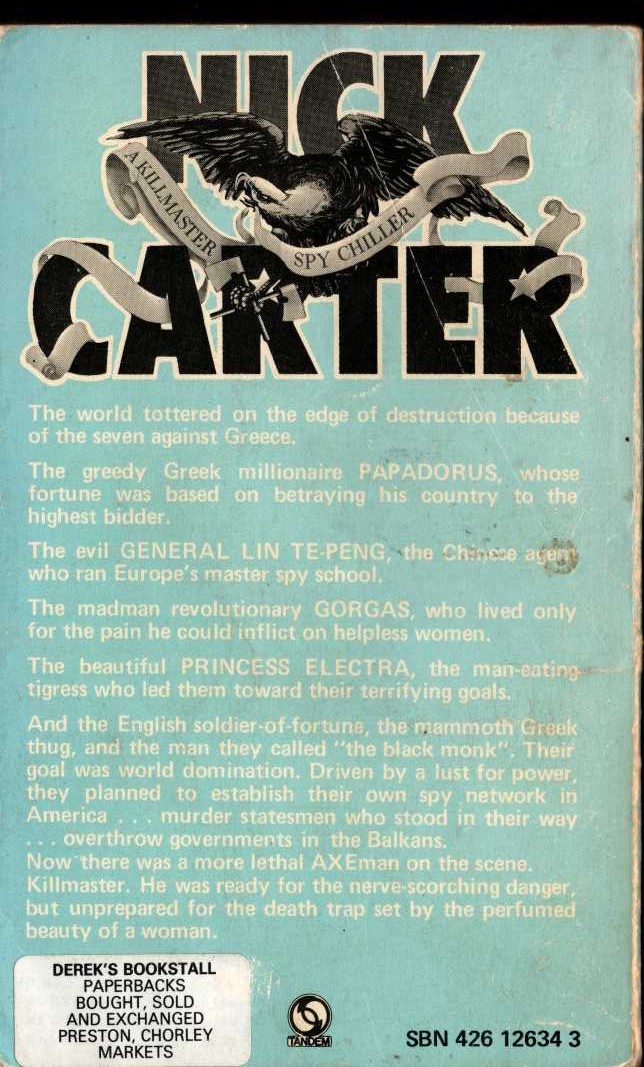 NICK
A KILLMASTER
SPY CHILLER
CARTER
The world tottered on the edge of destruction because
of the seven against Greece.
The greedy Greek millionaire PAPADORUS, whose
fortune was based on betraying his country to the
highest bidder.
The evil GENERAL LIN TE-PENG, the Chinese agent
who ran Europe's master spy school.
The madman revolutionary GORGAS, who lived only
for the pain he could inflict on helpless women.
The beautiful PRINCESS ELECTRA, the man-eating
tigress who led them toward their terrifying goals.
And the English soldier-of-fortune, the mammoth Greek
thug, and the man they called "the black monk". Their
goal was world domination. Driven by a lust for power,
they planned to establish their own spy network in
America . . . murder statesmen who stood in their way
. . . overthrow governments in the Balkans.
Now there was a more lethal AXEman on the scene.
Killmaster. He was ready for the nerve-scorching danger,
but unprepared for the death trap set by the perfumed
beauty of a woman.
DEREK'S BOOKSTALL
PAPERBACKS
BOUGHT, SOLD
AND EXCHANGED
PRESTON, CHORLEY
MARKETS
TANDEM
SBN 426 12634 3